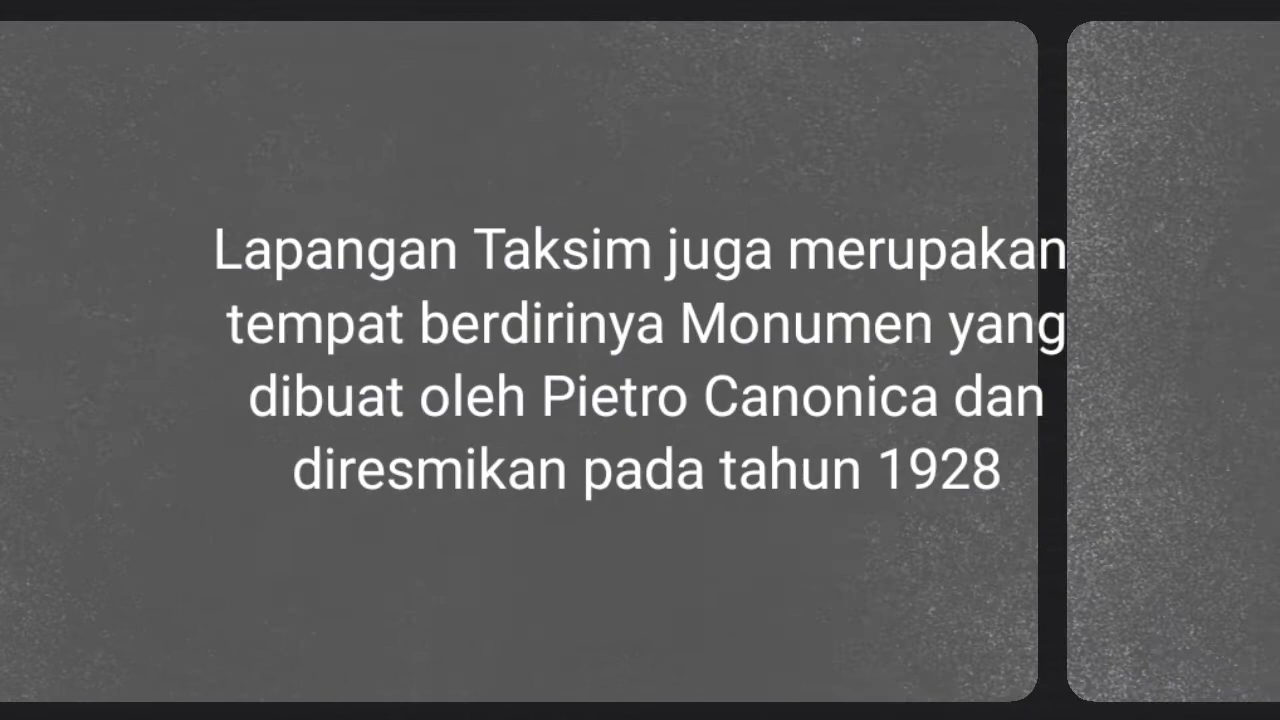 Lapangan Taksim juga merupakan
tempat berdirinya Monumen yang
dibuat oleh Pietro Canonica dan
diresmikan pada tahun 1928